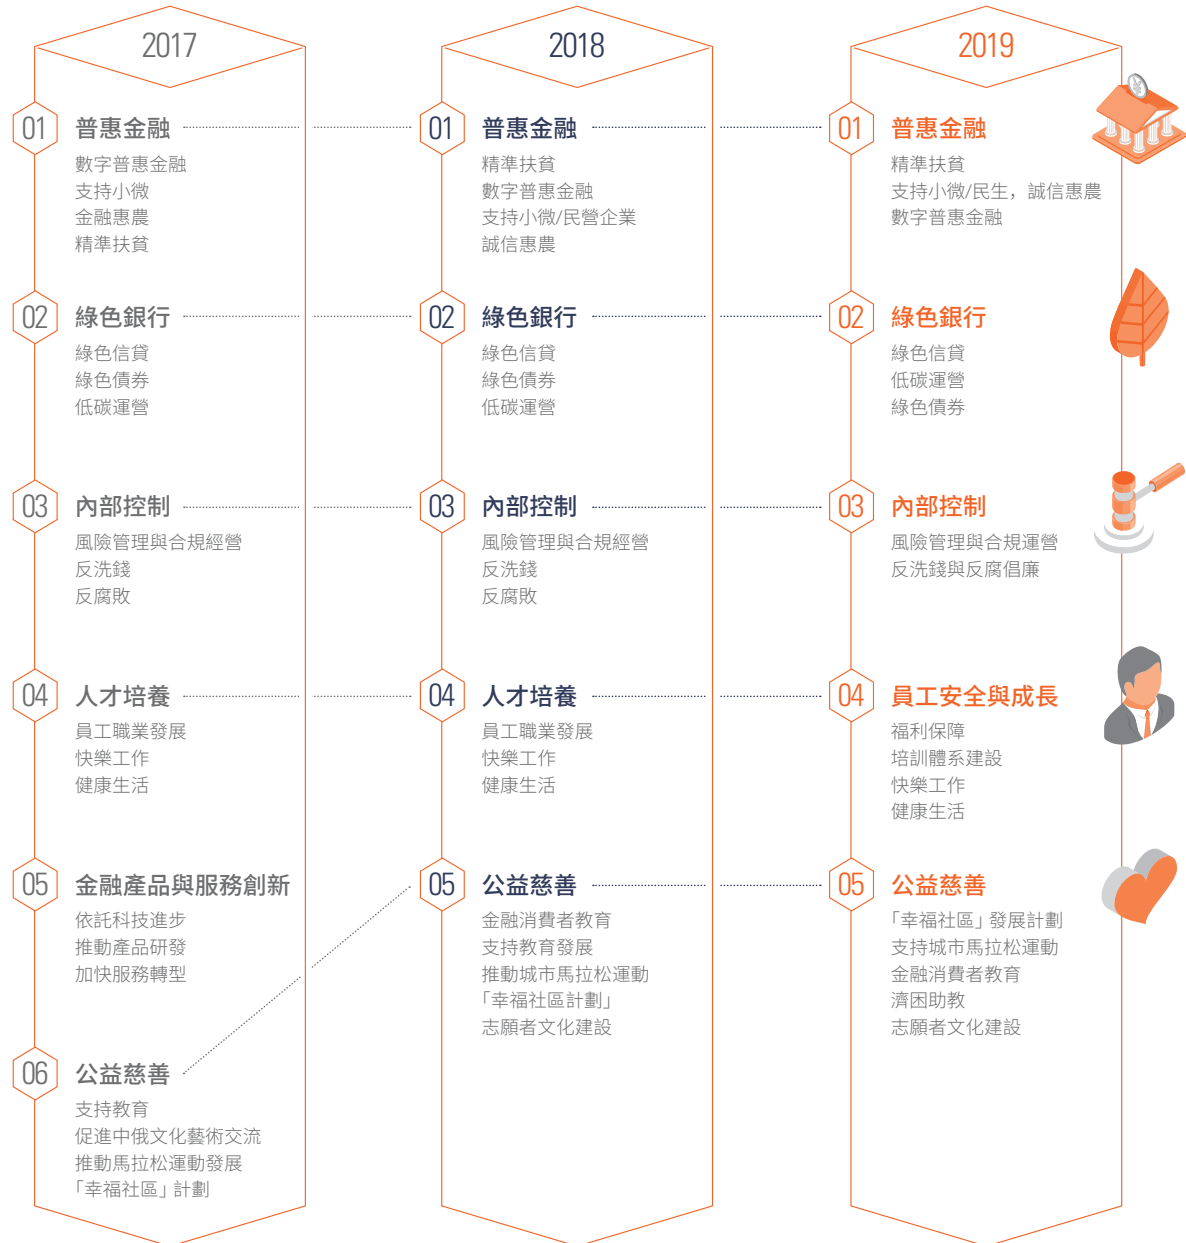 2017
01
普惠金融
數字普惠金融
支持小微
金融惠農
精準扶貧
02
綠色銀行
綠色信貸
綠色債券
低碳運營
03
內部控制
風險管理與合規經營
反洗錢
反腐敗
04
人才培養
員工職業發展
快樂工作
健康生活
05
金融產品與服務創新
依託科技進步
推動產品研發
加快服務轉型
06
公益慈善
支持教育
促進中俄文化藝術交流
推動馬拉松運動發展
「幸福社區」計劃
2018
01
普惠金融
精準扶貧
數字普惠金融
支持小微/民營企業
誠信惠農
02
綠色銀行
綠色信貸
綠色債券
低碳運營
03
內部控制
風險管理與合規經營
反洗錢
反腐敗
04
人才培養
員工職業發展
快樂工作
健康生活
05
公益慈善
金融消費者教育
支持教育發展
推動城市馬拉松運動
「幸福社區計劃」
志願者文化建設
2019
01
普惠金融
精準扶貧
支持小微/民生，誠信惠農
數字普惠金融
02
綠色銀行
綠色信貸
低碳運營
綠色債券
03
內部控制
風險管理與合規運營
反洗錢與反腐倡廉
04
員工安全與成長
福利保障
培訓體系建設
快樂工作
健康生活
05
公益慈善
「幸福社區」發展計劃
支持城市馬拉松運動
金融消費者教育
濟困助教
志願者文化建設